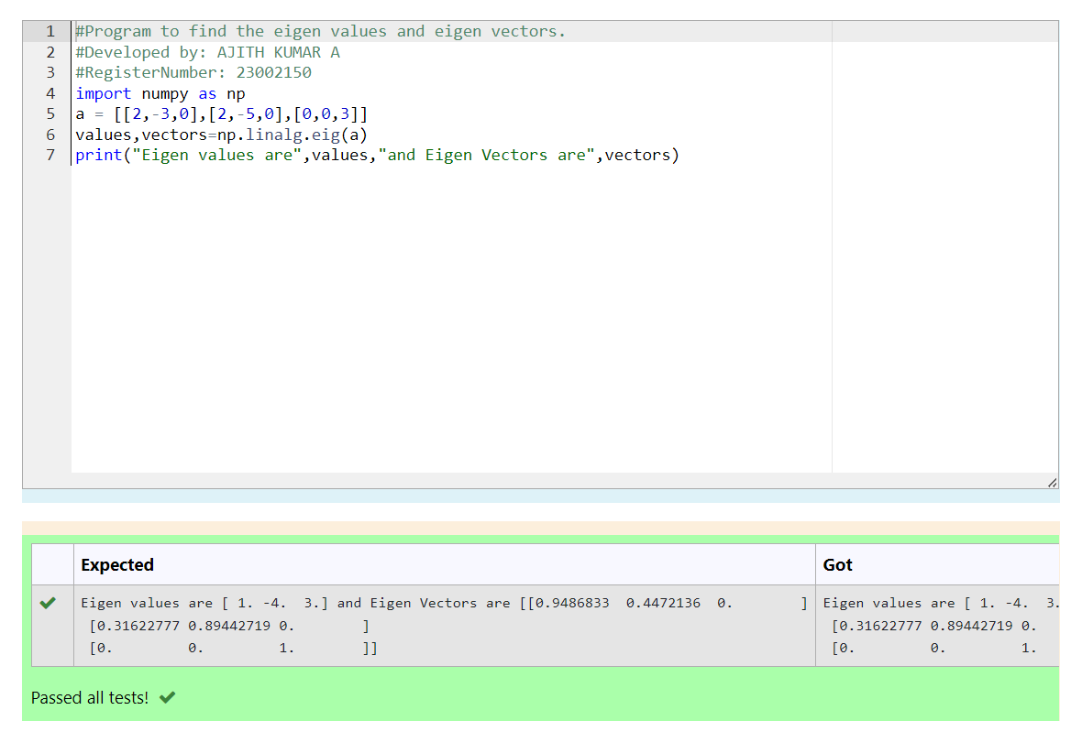 1 #Program to find the eigen values and eigen vectors.
2 #Developed by: AJITH KUMAR A
3 #RegisterNumber: 23002150
4 import numpy as np
5 a = [[2,-3,0],[2,-5,0],[0,0,3]]
6 values,vectors=np.linalg.eig(a)
7 print("Eigen values are",values,"and Eigen Vectors are",vectors)
Expected Got
Eigen values are [ 1. -4.  3.] and Eigen Vectors are [[0.9486833  0.4472136  0.        ] Eigen values are [ 1. -4.  3.
[0.31622777 0.89442719 0.        ] [0.31622777 0.89442719 0.
[0.         0.         1.        ]] [0.         0.         1.
Passed all tests!